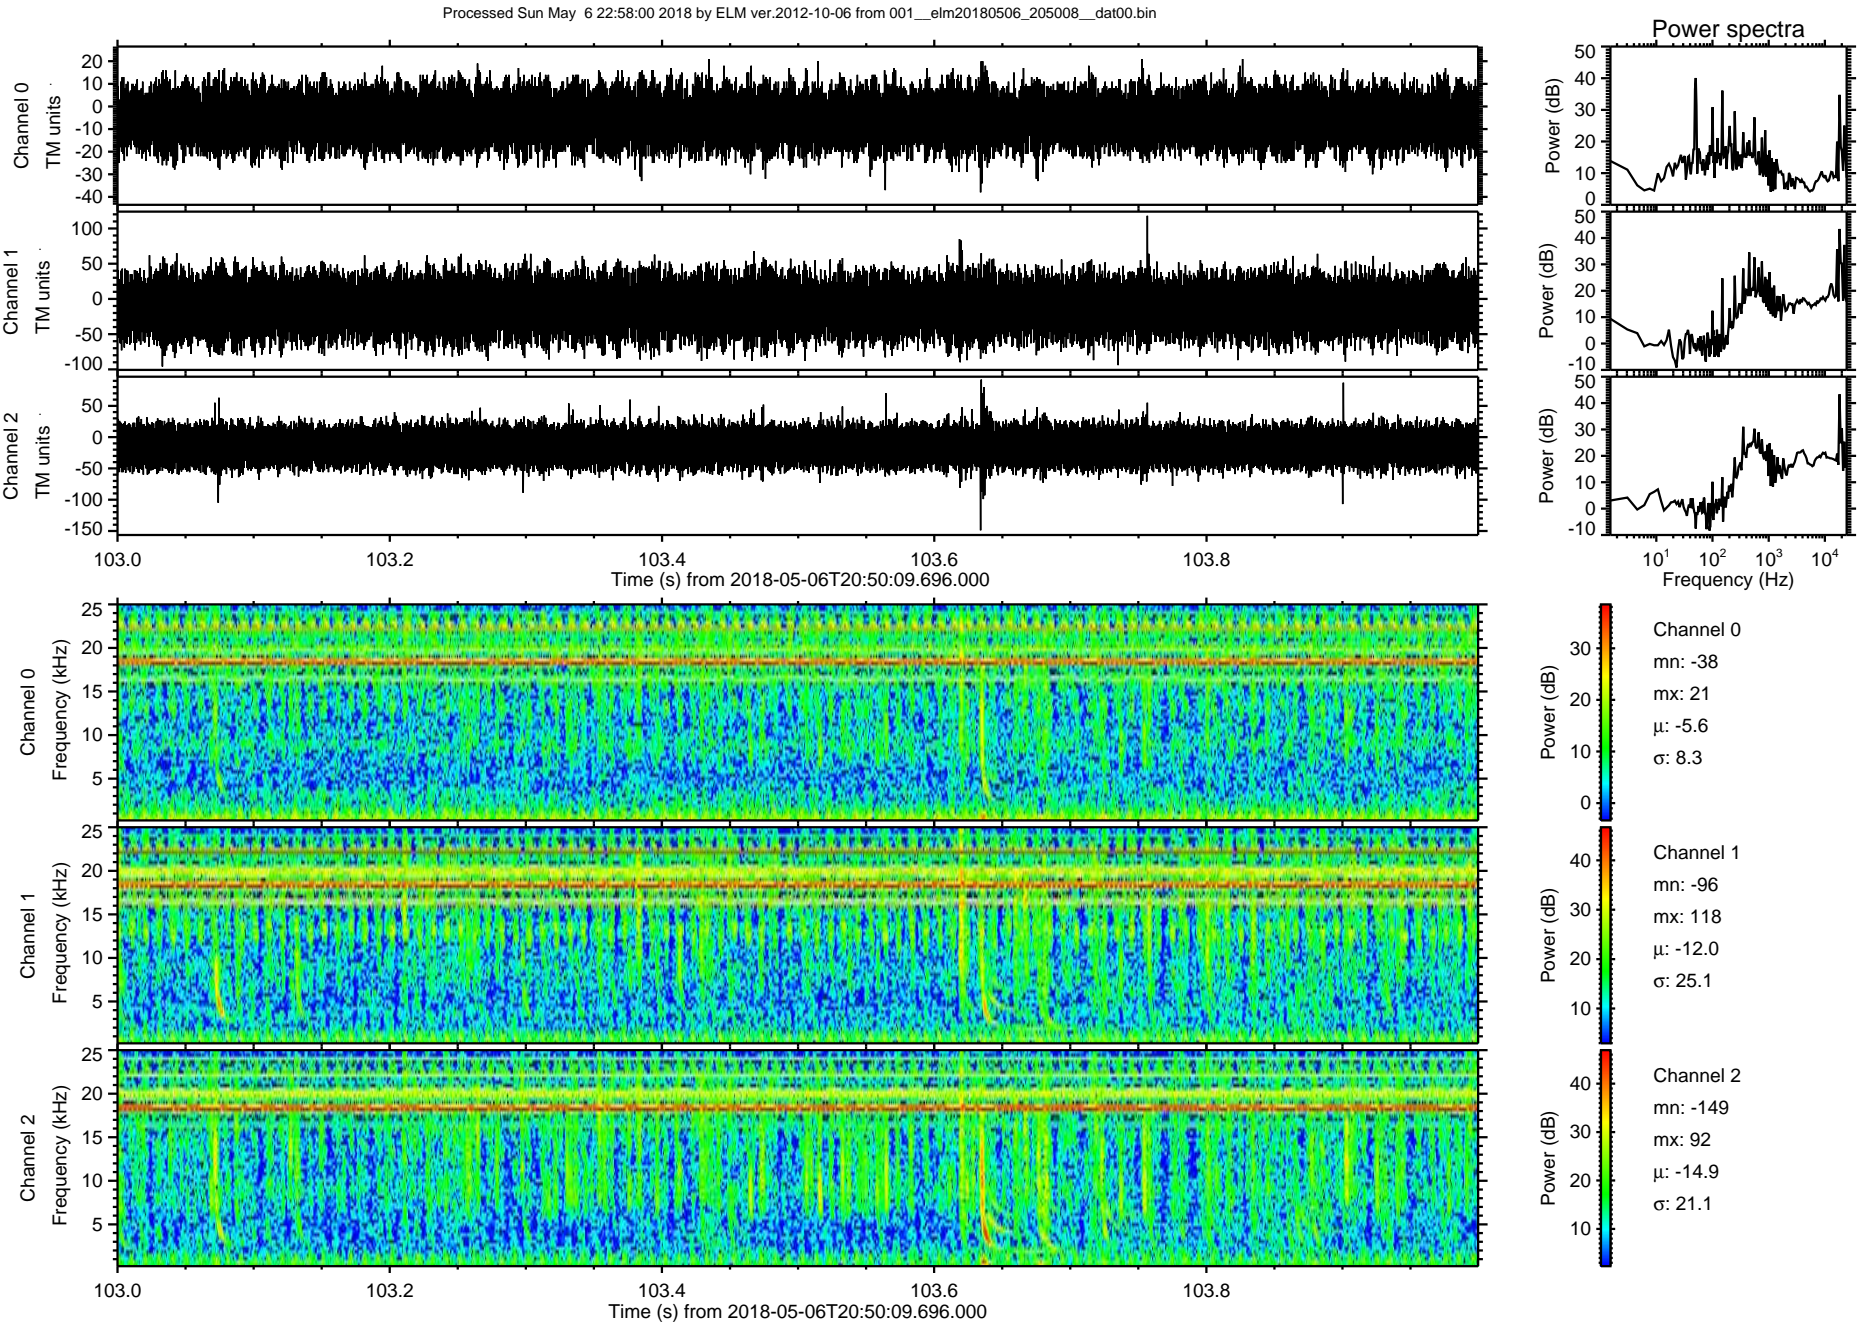 Processed Sun May 6 22:58:00 2018 by ELM ver.2012-10-06 from 001__elm20180506_205008__dat00.bin
Power spectra
Channel 0
TM units
20
10
0
-10
-20
-30
-40
Power (dB)
50
40
30
20
10
0
Channel 1
TM units
100
50
0
-50
-100
Power (dB)
50
40
30
20
10
0
-10
Channel 2
TM units
50
0
-50
-100
-150
Power (dB)
50
40
30
20
10
0
-10
103.0 103.2 103.4 103.6 103.8
Time (s) from 2018-05-06T20:50:09.696.000
10¹ 10² 10³ 10⁴
Frequency (Hz)
Channel 0
Frequency (kHz)
25
20
15
10
5
Power (dB)
30
20
10
0
Channel 0
mn: -38
mx: 21
μ: -5.6
σ: 8.3
Channel 1
Frequency (kHz)
25
20
15
10
5
Power (dB)
40
30
20
10
Channel 1
mn: -96
mx: 118
μ: -12.0
σ: 25.1
Channel 2
Frequency (kHz)
25
20
15
10
5
Power (dB)
40
30
20
10
Channel 2
mn: -149
mx: 92
μ: -14.9
σ: 21.1
103.0 103.2 103.4 103.6 103.8
Time (s) from 2018-05-06T20:50:09.696.000